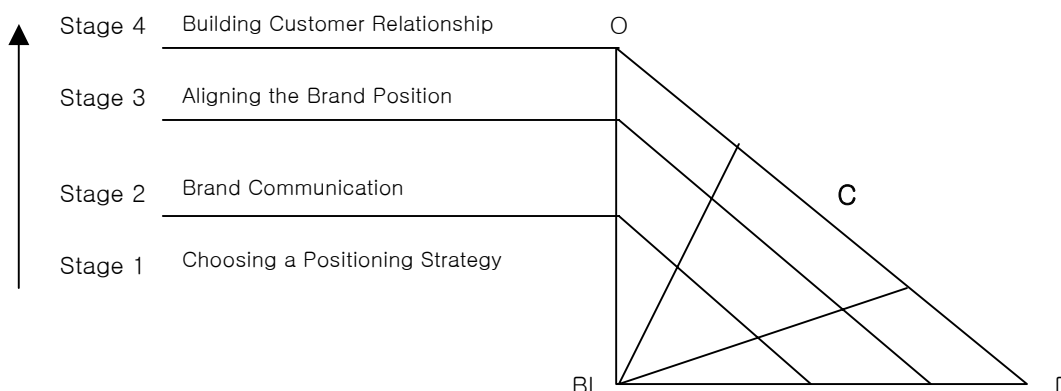 Stage 4 Building Customer Relationship O
Stage 3 Aligning the Brand Position
Stage 2 Brand Communication
C
Stage 1 Choosing a Positioning Strategy